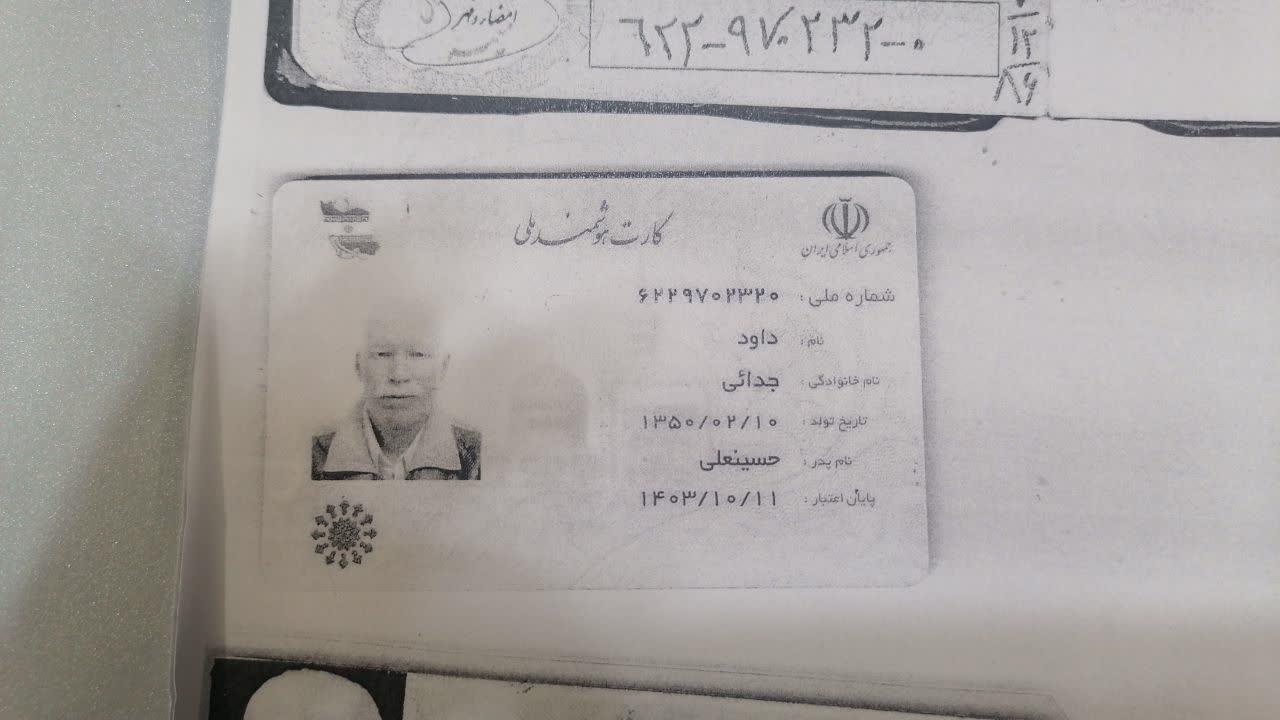 امضاء و مهر
۶۲۲-۹۷۰۲۳۲-۰
۱۲
۸۶
جمهوری اسلامی ایران
کارت هوشمند ملی
شماره ملی : ۶۲۲۹۷۰۲۳۲۰
نام : داود
نام خانوادگی : جدائی
تاریخ تولد : ۱۳۵۰/۰۲/۱۰
نام پدر : حسینعلی
پایان اعتبار : ۱۴۰۳/۱۰/۱۱